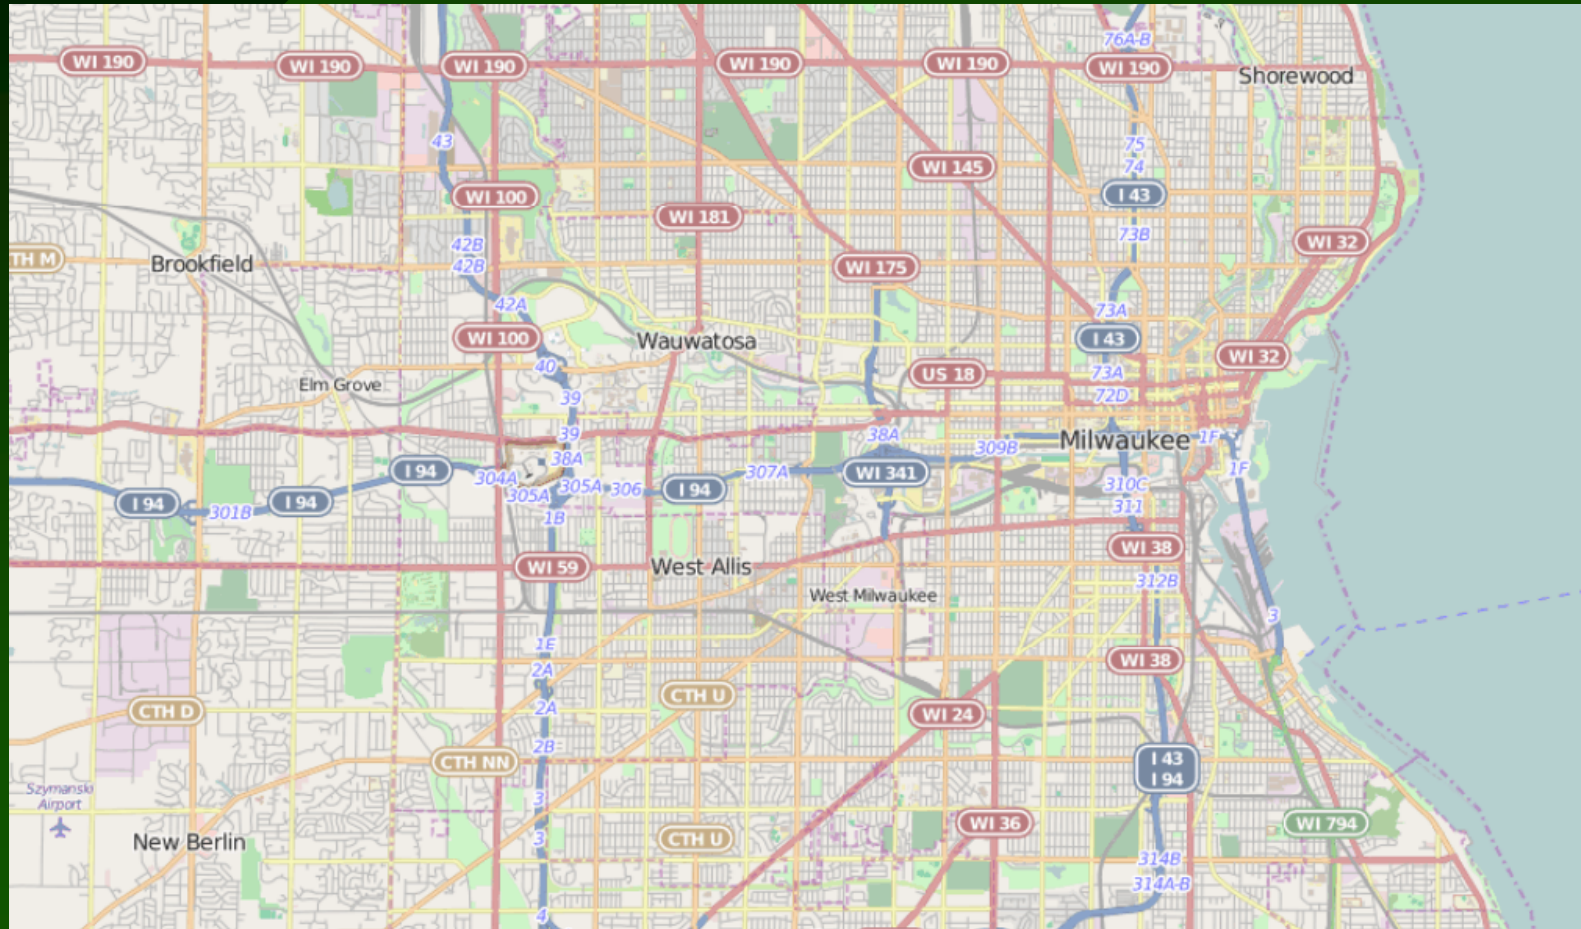 76A-B
WI 190
WI 190
WI 190
WI 190
WI 190
WI 190
Shorewood
43
75
74
WI 145
WI 100
I 43
WI 181
73B
WI 32
42B
42B
TH M
Brookfield
WI 175
42A
73A
WI 100
Wauwatosa
I 43
WI 32
40
Elm Grove
US 18
73A
39
72D
39
38A
Milwaukee
1F
309B
38A
1F
I 94
304A
307A
WI 341
305A
305A
306
I 94
310C
I 94
I 94
301B
311
1B
WI 38
WI 59
West Allis
312B
West Milwaukee
3
1E
2A
WI 38
CTH U
CTH D
2A
WI 24
2B
CTH NN
I 43
I 94
Szymanski
Airport
3
WI 36
WI 794
New Berlin
3
CTH U
314B
314A-B
4